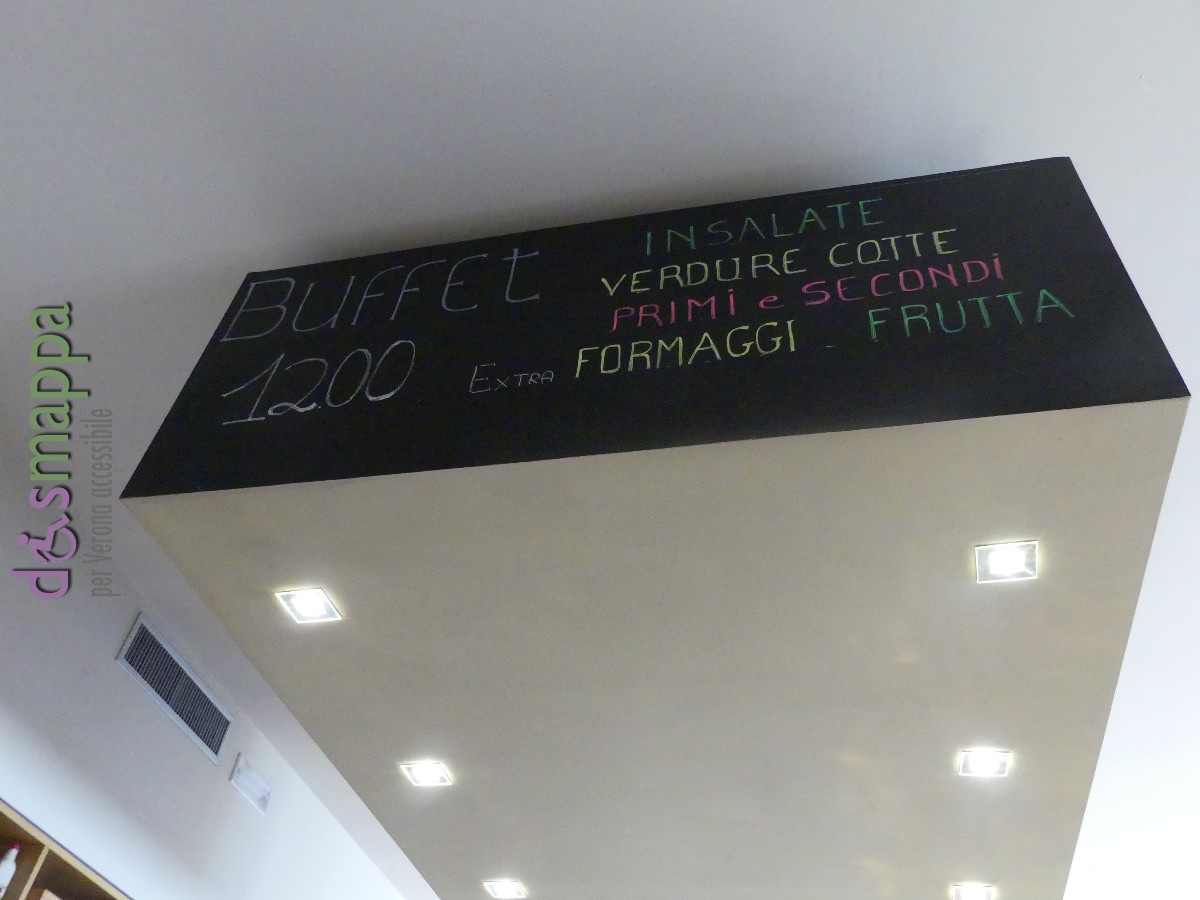 BUFFEt
12.00
INSALATE
VERDURE COTTE
PRIMi e SECONDi
EXTRA FORMAGGI - FRUTTA
dismappa
per Verona accessibile